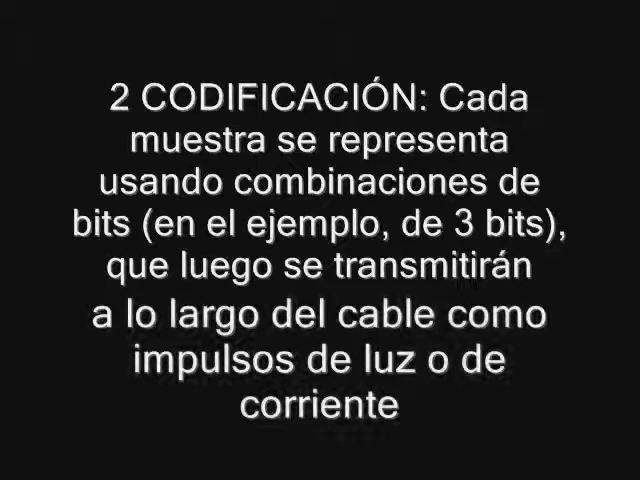 2 CODIFICACIÓN: Cada
muestra se representa
usando combinaciones de
bits (en el ejemplo, de 3 bits),
que luego se transmitirán
a lo largo del cable como
impulsos de luz o de
corriente